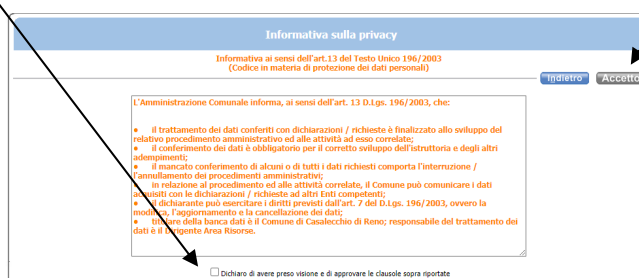 Informativa sulla privacy
Informativa ai sensi dell'art.13 del Testo Unico 196/2003
(Codice in materia di protezione dei dati personali)
Indietro Accetto
L'Amministrazione Comunale informa, ai sensi dell'art. 13 D.Lgs. 196/2003, che:
• il trattamento dei dati conferiti con dichiarazioni / richieste è finalizzato allo sviluppo del
relativo procedimento amministrativo ed alle attività ad esso correlate;
• il conferimento dei dati è obbligatorio per il corretto sviluppo dell'istruttoria e degli altri
adempimenti;
• il mancato conferimento di alcuni o di tutti i dati richiesti comporta l'interruzione /
l'annullamento dei procedimenti amministrativi;
• in relazione al procedimento ed alle attività correlate, il Comune può comunicare i dati
acquisiti con le dichiarazioni / richieste ad altri Enti competenti;
• il dichiarante può esercitare i diritti previsti dall'art. 7 del D.Lgs. 196/2003, ovvero la
modifica, l'aggiornamento e la cancellazione dei dati;
• titolare della banca dati è il Comune di Casalecchio di Reno; responsabile del trattamento dei
dati è il Dirigente Area Risorse.
Dichiaro di avere preso visione e di approvare le clausole sopra riportate